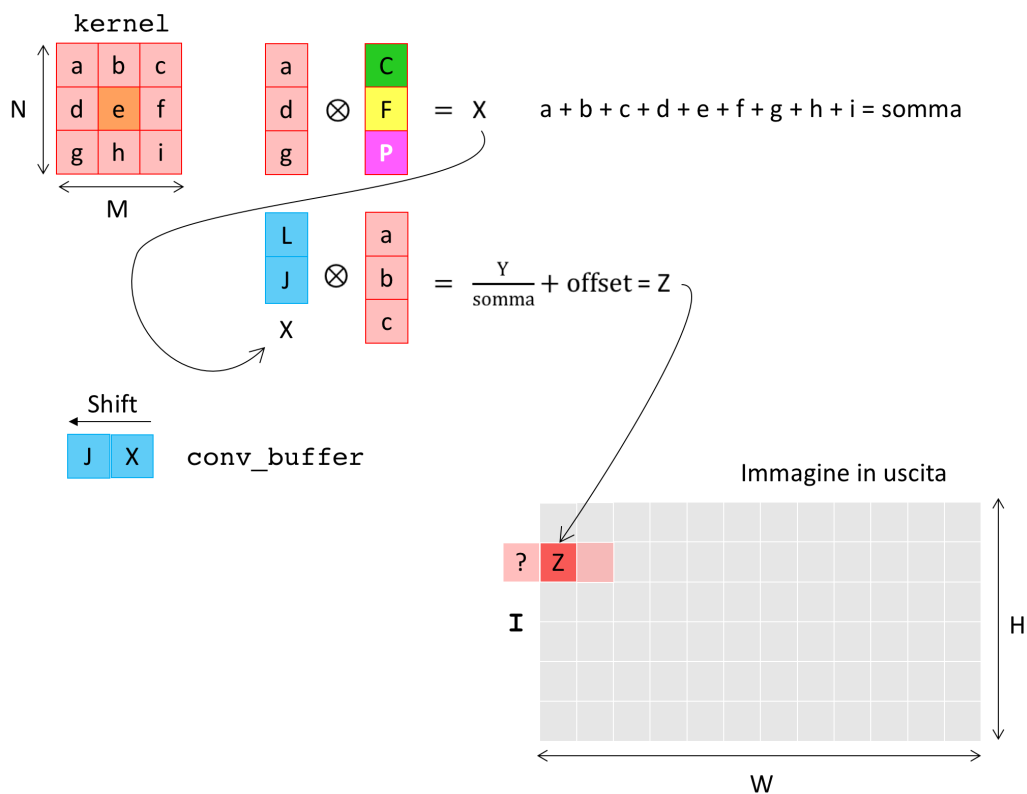 kernel
a b c
N d e f
g h i
M
a
d
g
⊗
C
F
P
= X
a + b + c + d + e + f + g + h + i = somma
L
J
X
⊗
a
b
c
= Y/somma + offset = Z
Shift
J X
conv_buffer
Immagine in uscita
? Z
I
H
W